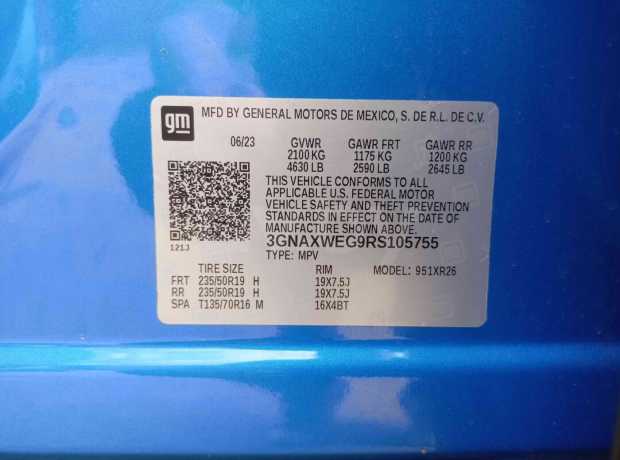 gm
MFD BY GENERAL MOTORS DE MEXICO, S. DE R.L. DE C.V.
06/23 GVWR GAWR FRT GAWR RR
2100 KG 1175 KG 1200 KG
4630 LB 2590 LB 2645 LB
THIS VEHICLE CONFORMS TO ALL
APPLICABLE U.S. FEDERAL MOTOR
VEHICLE SAFETY AND THEFT PREVENTION
STANDARDS IN EFFECT ON THE DATE OF
MANUFACTURE SHOWN ABOVE.
121J 3GNAXWEG9RS105755
TYPE: MPV
TIRE SIZE RIM MODEL: 951XR26
FRT 235/50R19 H 19X7.5J
RR 235/50R19 H 19X7.5J
SPA T135/70R16 M 16X4BT